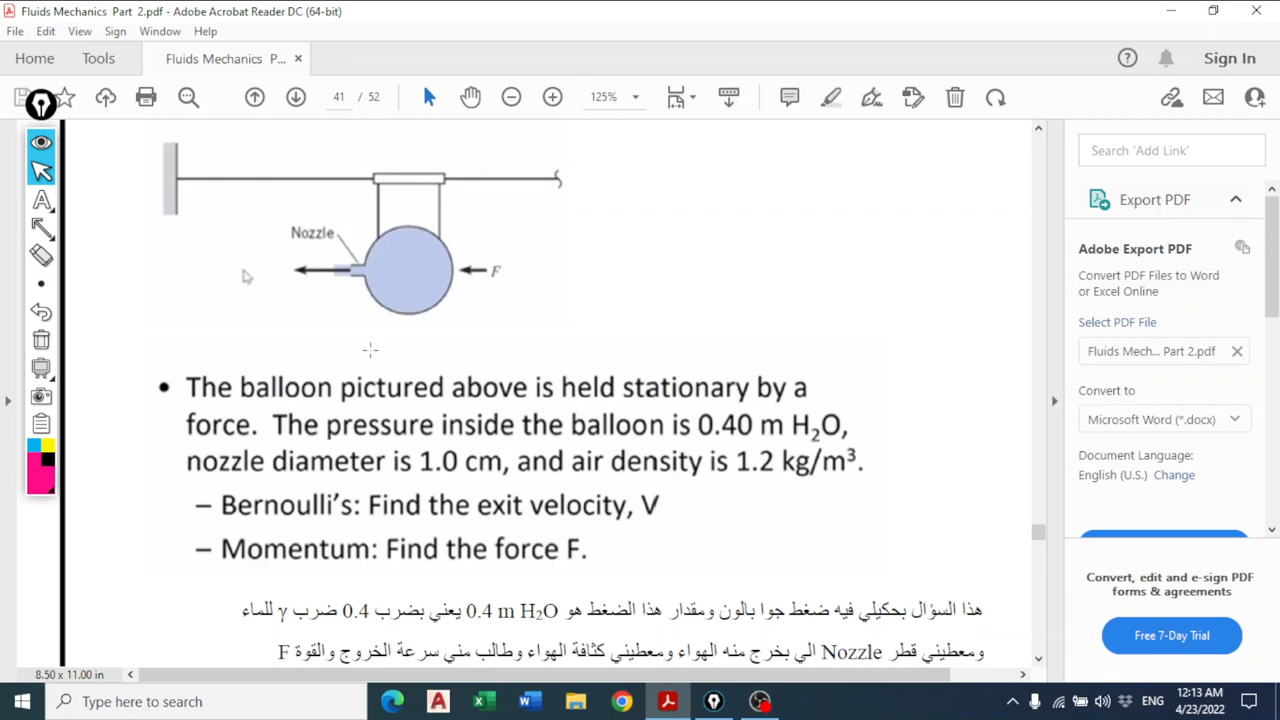 Fluids Mechanics Part 2.pdf - Adobe Acrobat Reader DC (64-bit)
File Edit View Sign Window Help
Home Tools Fluids Mechanics P... × Sign In
41 / 52 125%
Nozzle
F
• The balloon pictured above is held stationary by a
force. The pressure inside the balloon is 0.40 m H₂O,
nozzle diameter is 1.0 cm, and air density is 1.2 kg/m³.
– Bernoulli's: Find the exit velocity, V
– Momentum: Find the force F.
هذا السؤال بحكيلي فيه ضغط جوا بالون ومقدار هذا الضغط هو 0.4 m H₂O يعني بضرب 0.4 ضرب γ للماء
ومعطيني قطر Nozzle الي بخرج منه الهواء ومعطيني كثافة الهواء وطالب مني سرعة الخروج والقوة F
8.50 x 11.00 in
Search 'Add Link'
Export PDF
Adobe Export PDF
Convert PDF Files to Word
or Excel Online
Select PDF File
Fluids Mech... Part 2.pdf
Convert to
Microsoft Word (*.docx)
Document Language:
English (U.S.) Change
Convert, edit and e-sign PDF
forms & agreements
Free 7-Day Trial
Type here to search
ENG
12:13 AM
4/23/2022